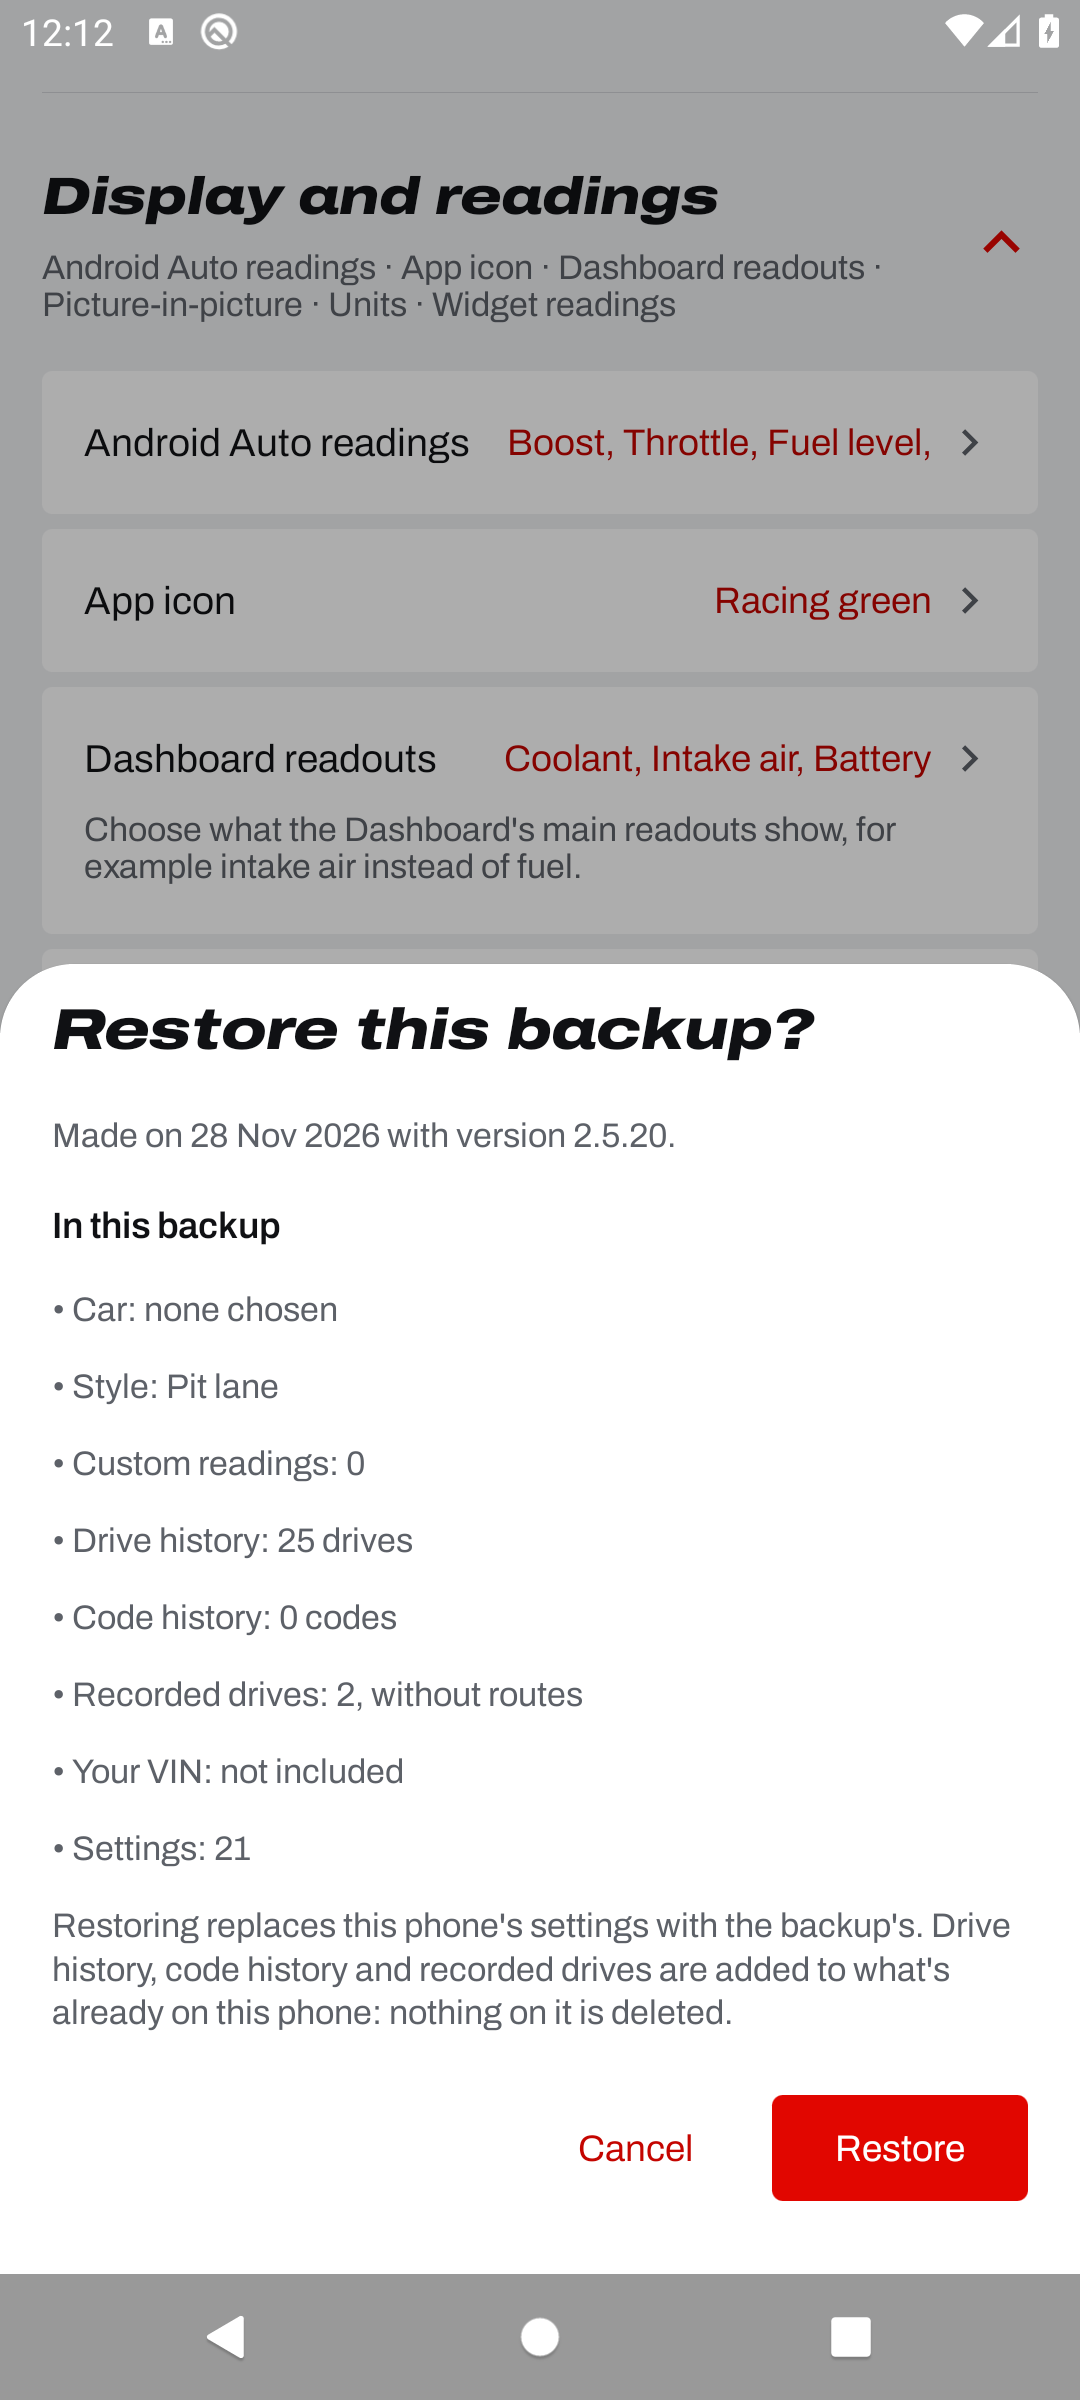 12:12
Display and readings
Android Auto readings · App icon · Dashboard readouts ·
Picture-in-picture · Units · Widget readings
Android Auto readings Boost, Throttle, Fuel level,
App icon Racing green
Dashboard readouts Coolant, Intake air, Battery
Choose what the Dashboard's main readouts show, for
example intake air instead of fuel.
Restore this backup?
Made on 28 Nov 2026 with version 2.5.20.
In this backup
• Car: none chosen
• Style: Pit lane
• Custom readings: 0
• Drive history: 25 drives
• Code history: 0 codes
• Recorded drives: 2, without routes
• Your VIN: not included
• Settings: 21
Restoring replaces this phone's settings with the backup's. Drive
history, code history and recorded drives are added to what's
already on this phone: nothing on it is deleted.
Cancel Restore